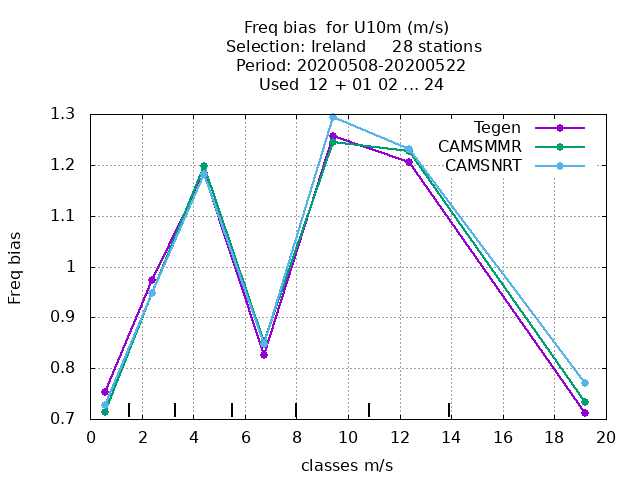 Freq bias  for U10m (m/s)
Selection: Ireland     28 stations
Period: 20200508-20200522
Used  12 + 01 02 ... 24
Tegen
CAMSMMR
CAMSNRT
1.3
1.2
1.1
1
0.9
0.8
0.7
Freq bias
0 2 4 6 8 10 12 14 16 18 20
classes m/s